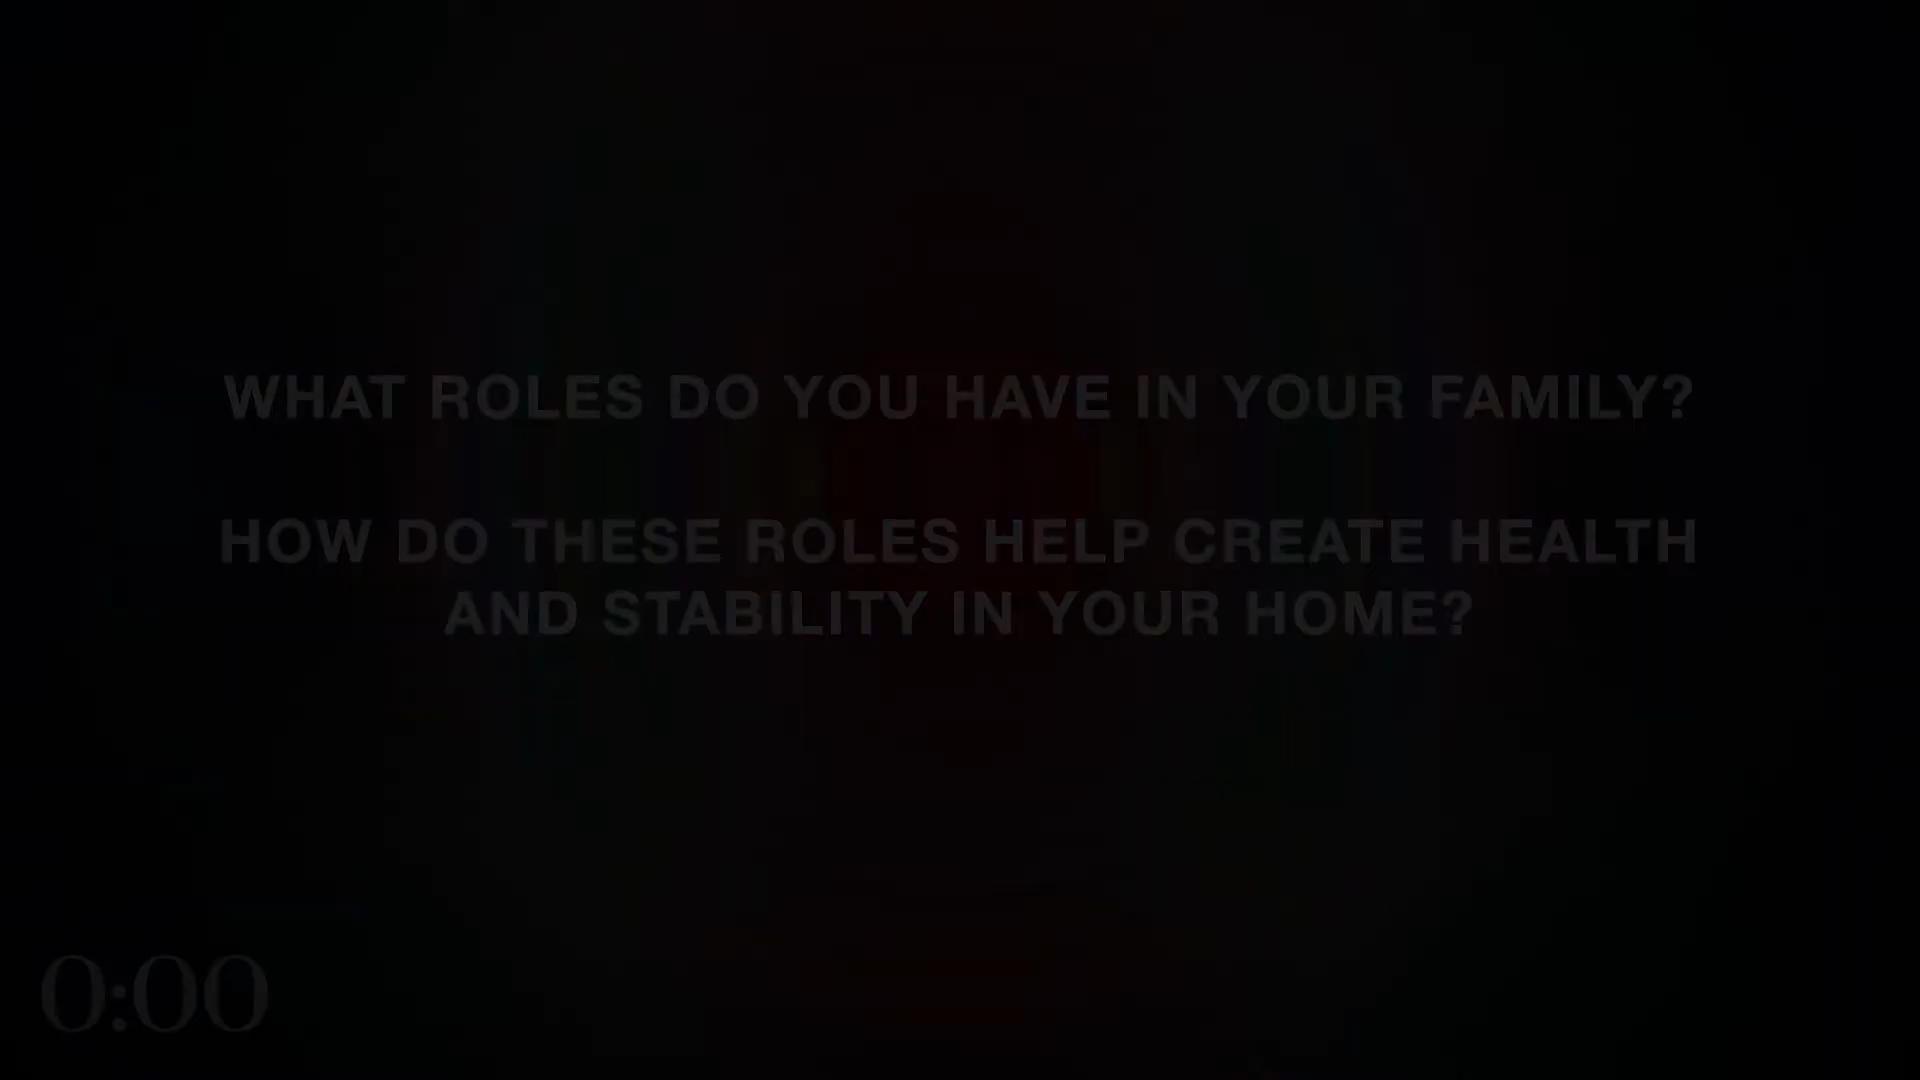 WHAT ROLES DO YOU HAVE IN YOUR FAMILY?
HOW DO THESE ROLES HELP CREATE HEALTH
AND STABILITY IN YOUR HOME?
0:00